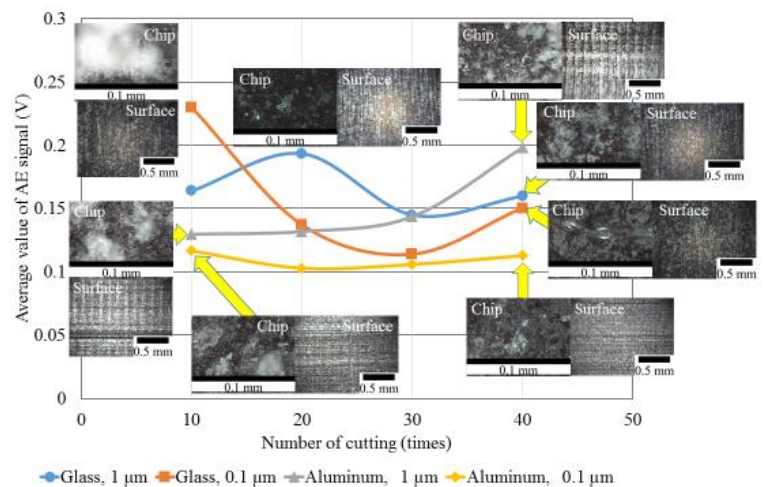 0.3
0.25
0.2
0.15
0.1
0.05
0
Average value of AE signal (V)
0 10 20 30 40 50
Number of cutting (times)
Chip
0.1 mm
Surface
0.5 mm
Chip Surface
0.1 mm 0.5 mm
Chip Surface
0.1 mm 0.5 mm
Chip Surface
0.1 mm 0.5 mm
Chip Surface
0.1 mm 0.5 mm
Chip
0.1 mm
Surface
0.5 mm
Chip Surface
0.1 mm 0.5 mm
Chip Surface
0.1 mm 0.5 mm
Glass, 1 μm Glass, 0.1 μm Aluminum, 1 μm Aluminum, 0.1 μm